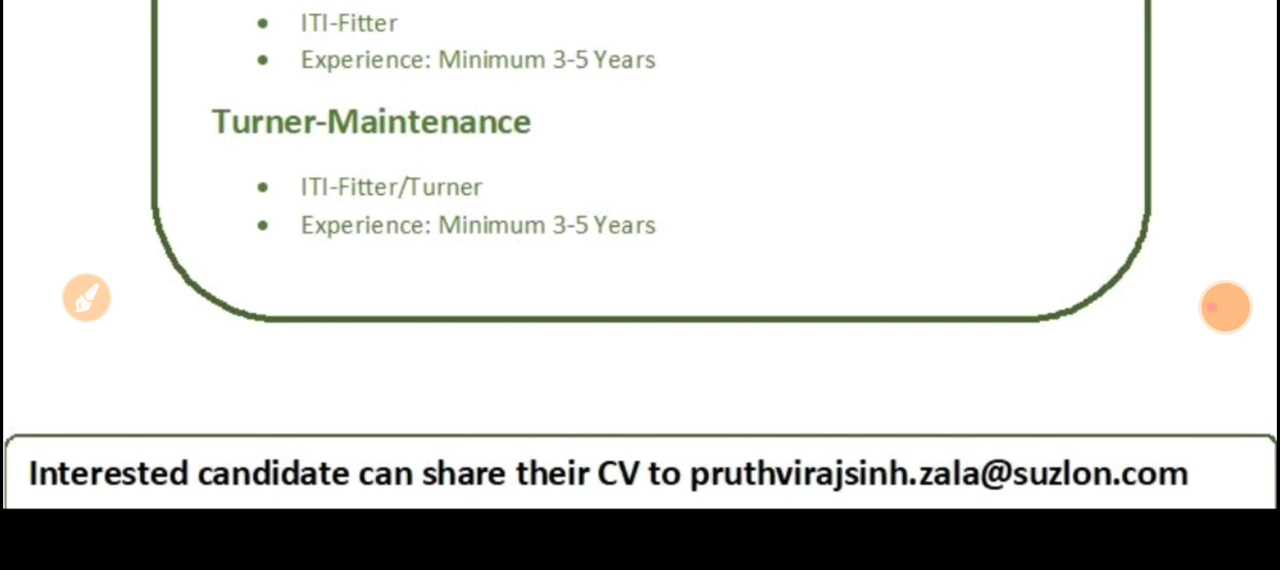 ITI-Fitter
Experience: Minimum 3-5 Years
Turner-Maintenance
ITI-Fitter/Turner
Experience: Minimum 3-5 Years
Interested candidate can share their CV to pruthvirajsinh.zala@suzlon.com